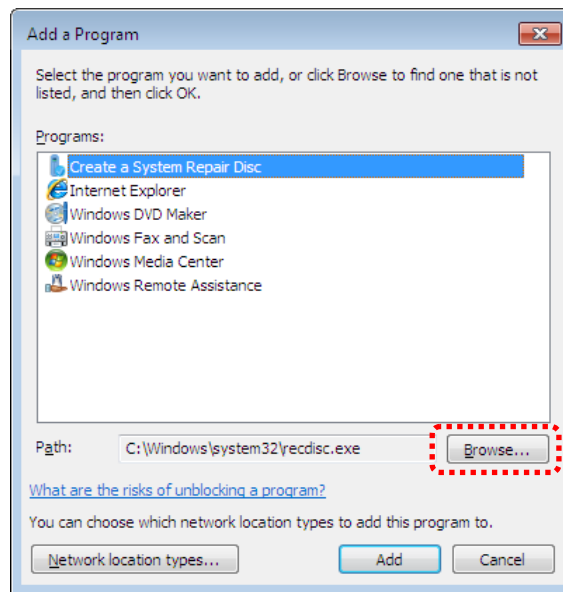 Add a Program
Select the program you want to add, or click Browse to find one that is not
listed, and then click OK.
Programs:
Create a System Repair Disc
Internet Explorer
Windows DVD Maker
Windows Fax and Scan
Windows Media Center
Windows Remote Assistance
Path: C:\Windows\system32\recdisc.exe Browse...
What are the risks of unblocking a program?
You can choose which network location types to add this program to.
Network location types... Add Cancel